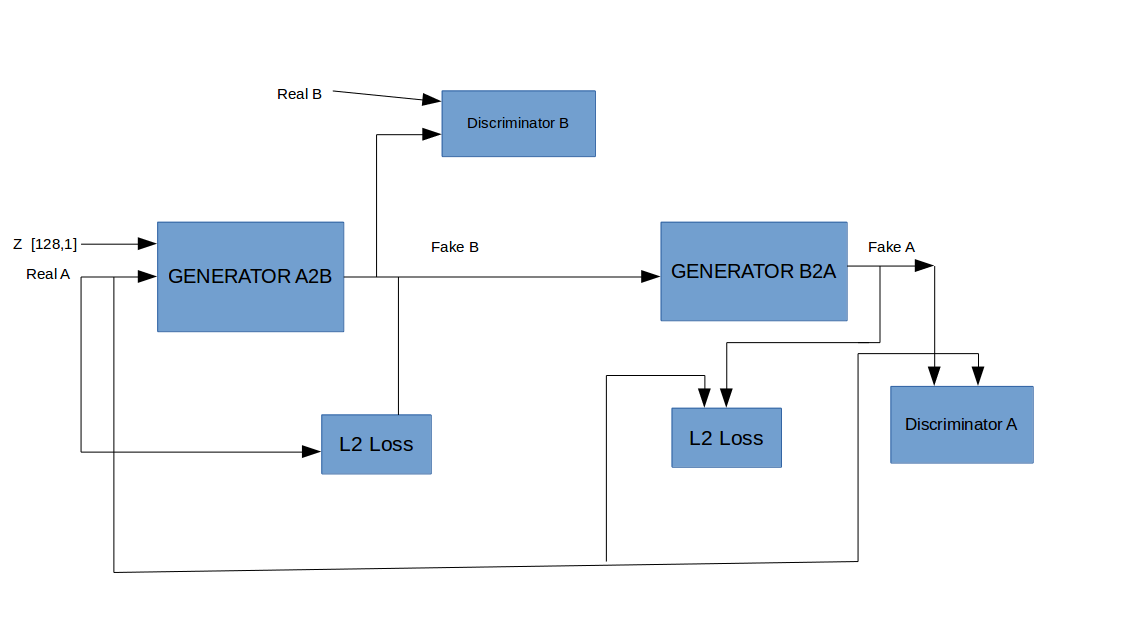 Real B
Discriminator B
Z  [128,1]
Real A
GENERATOR A2B
Fake B
GENERATOR B2A
Fake A
L2 Loss
L2 Loss
Discriminator A